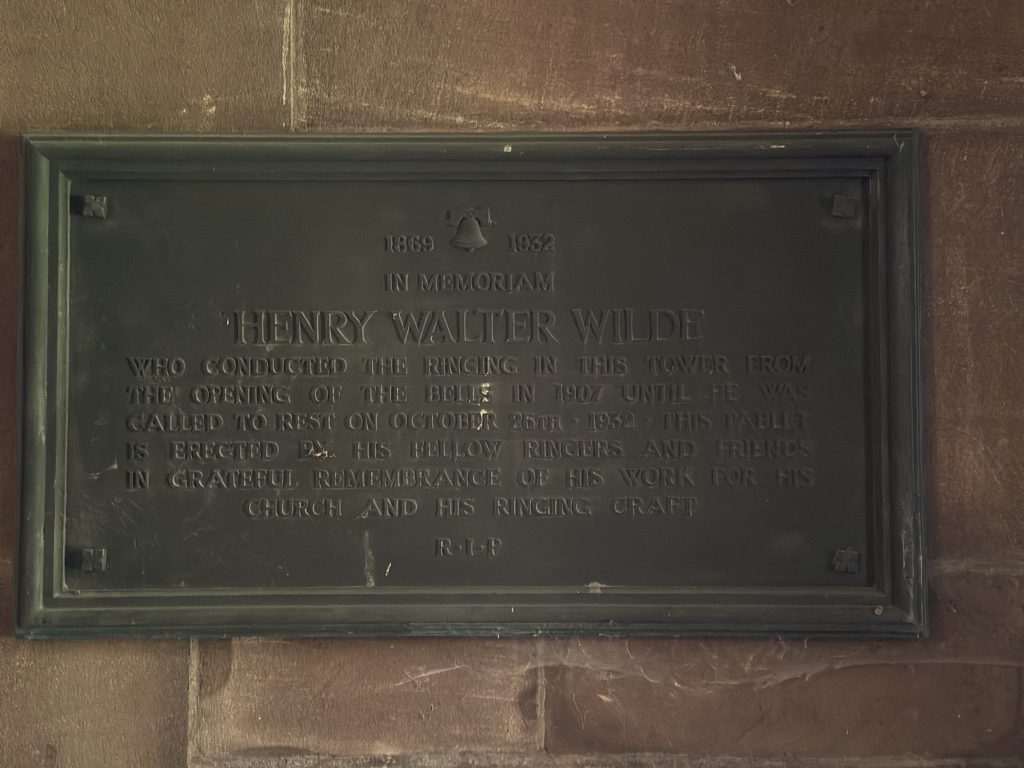 1869 1932
IN MEMORIAM
HENRY WALTER WILDE
WHO CONDUCTED THE RINGING IN THIS TOWER FROM
THE OPENING OF THE BELLS IN 1907 UNTIL HE WAS
CALLED TO REST ON OCTOBER 26TH · 1932 · THIS TABLET
IS ERECTED BY HIS FELLOW RINGERS AND FRIENDS
IN GRATEFUL REMEMBRANCE OF HIS WORK FOR HIS
CHURCH AND HIS RINGING CRAFT
R·I·P